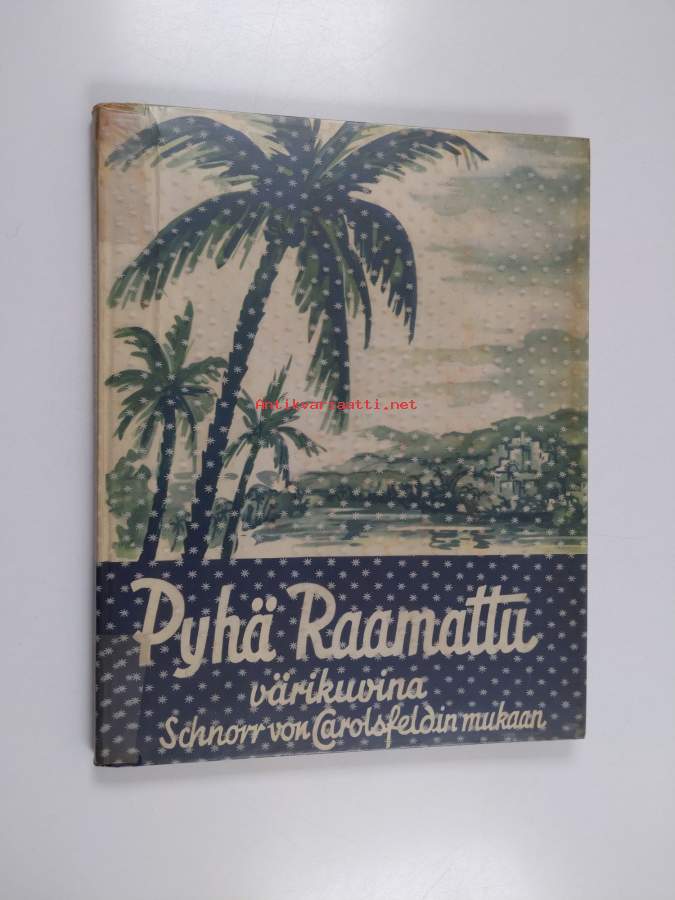 Antikvariaatti.net
Pyhä Raamattu
värikuvina
Schnorr von Carolsfeldin mukaan